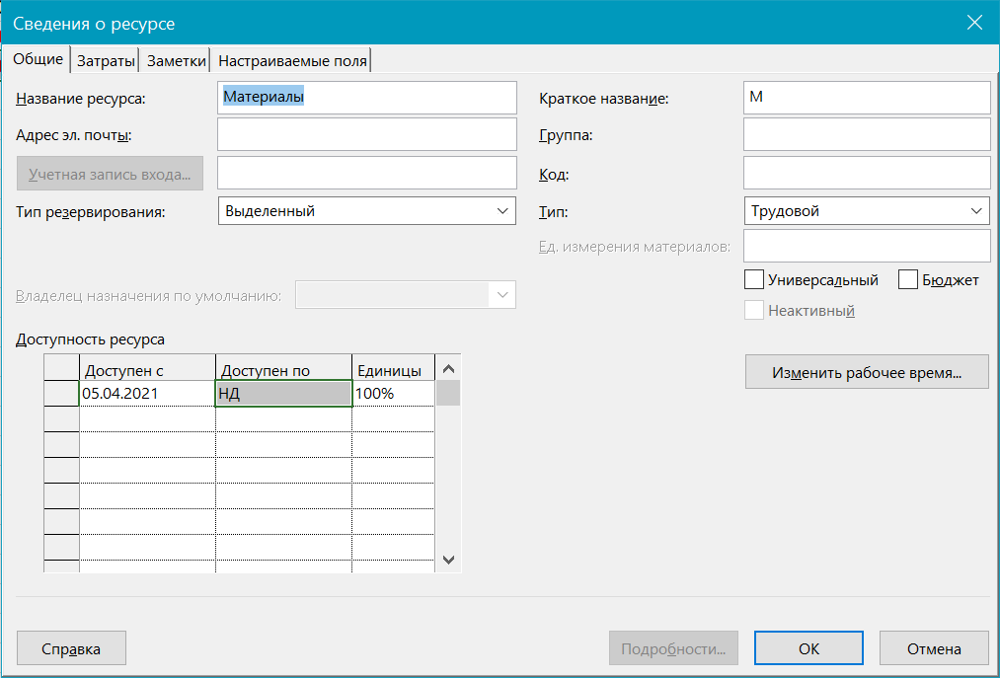 Сведения о ресурсе
Общие Затраты Заметки Настраиваемые поля
Название ресурса: Материалы Краткое название: М
Адрес эл. почты: Группа:
Учетная запись входа... Код:
Тип резервирования: Выделенный Тип: Трудовой
Ед. измерения материалов:
Универсальный Бюджет
Владелец назначения по умолчанию:
Неактивный
Доступность ресурса
Доступен с Доступен по Единицы
Изменить рабочее время...
05.04.2021 НД 100%
Справка Подробности... ОК Отмена